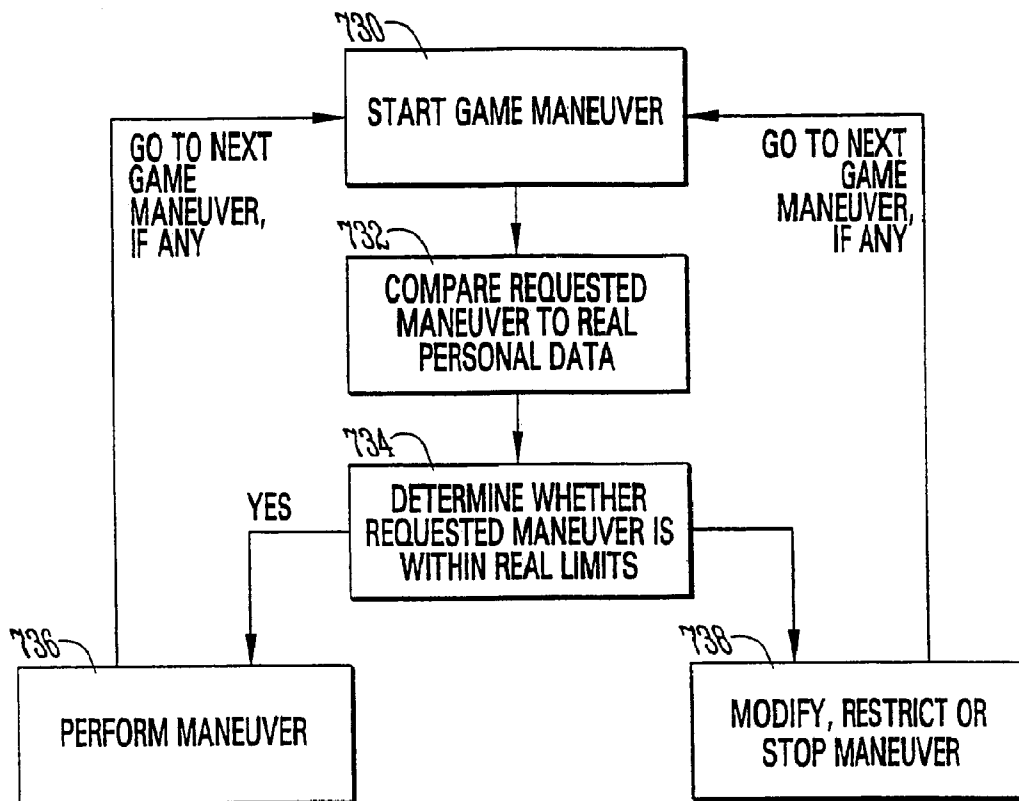 730
START GAME MANEUVER
GO TO NEXT
GAME
MANEUVER,
IF ANY
GO TO NEXT
GAME
MANEUVER,
IF ANY
732
COMPARE REQUESTED
MANEUVER TO REAL
PERSONAL DATA
734
DETERMINE WHETHER
REQUESTED MANEUVER IS
WITHIN REAL LIMITS
YES
736
PERFORM MANEUVER
738
MODIFY, RESTRICT OR
STOP MANEUVER